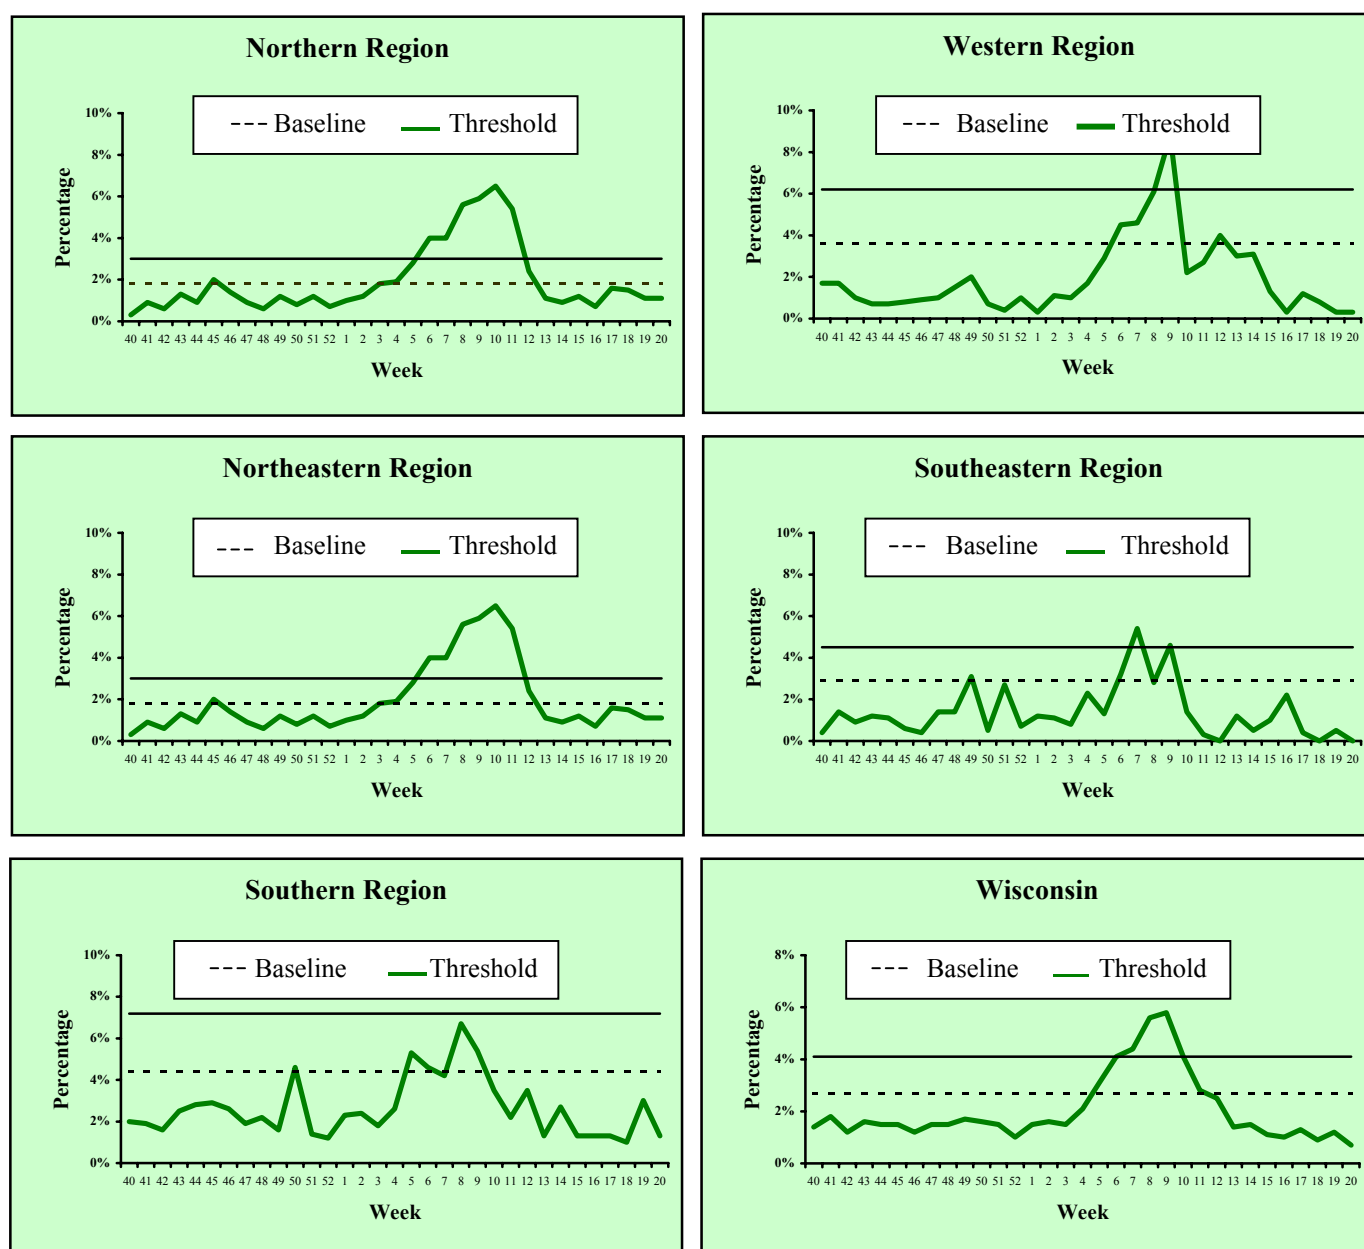 Northern Region
--- Baseline Threshold
10%
8%
6%
4%
2%
0%
Percentage
40 41 42 43 44 45 46 47 48 49 50 51 52 1 2 3 4 5 6 7 8 9 10 11 12 13 14 15 16 17 18 19 20
Week
Western Region
--- Baseline Threshold
10%
8%
6%
4%
2%
0%
Percentage
40 41 42 43 44 45 46 47 48 49 50 51 52 1 2 3 4 5 6 7 8 9 10 11 12 13 14 15 16 17 18 19 20
Week
Northeastern Region
--- Baseline Threshold
10%
8%
6%
4%
2%
0%
Percentage
40 41 42 43 44 45 46 47 48 49 50 51 52 1 2 3 4 5 6 7 8 9 10 11 12 13 14 15 16 17 18 19 20
Week
Southeastern Region
--- Baseline Threshold
10%
8%
6%
4%
2%
0%
Percentage
40 41 42 43 44 45 46 47 48 49 50 51 52 1 2 3 4 5 6 7 8 9 10 11 12 13 14 15 16 17 18 19 20
Week
Southern Region
--- Baseline Threshold
10%
8%
6%
4%
2%
0%
Percentage
40 41 42 43 44 45 46 47 48 49 50 51 52 1 2 3 4 5 6 7 8 9 10 11 12 13 14 15 16 17 18 19 20
Week
Wisconsin
--- Baseline Threshold
8%
6%
4%
2%
0%
Percentage
40 41 42 43 44 45 46 47 48 49 50 51 52 1 2 3 4 5 6 7 8 9 10 11 12 13 14 15 16 17 18 19 20
Week